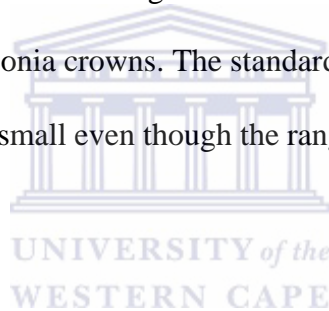 onia crowns. The standard
small even though the rang
UNIVERSITY of the
WESTERN CAPE